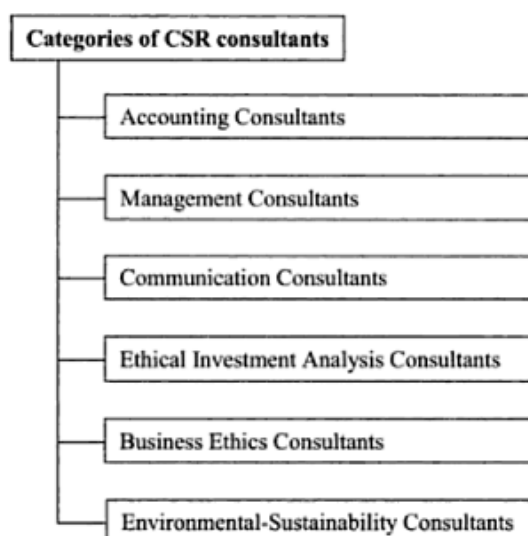 Categories of CSR consultants
Accounting Consultants
Management Consultants
Communication Consultants
Ethical Investment Analysis Consultants
Business Ethics Consultants
Environmental-Sustainability Consultants